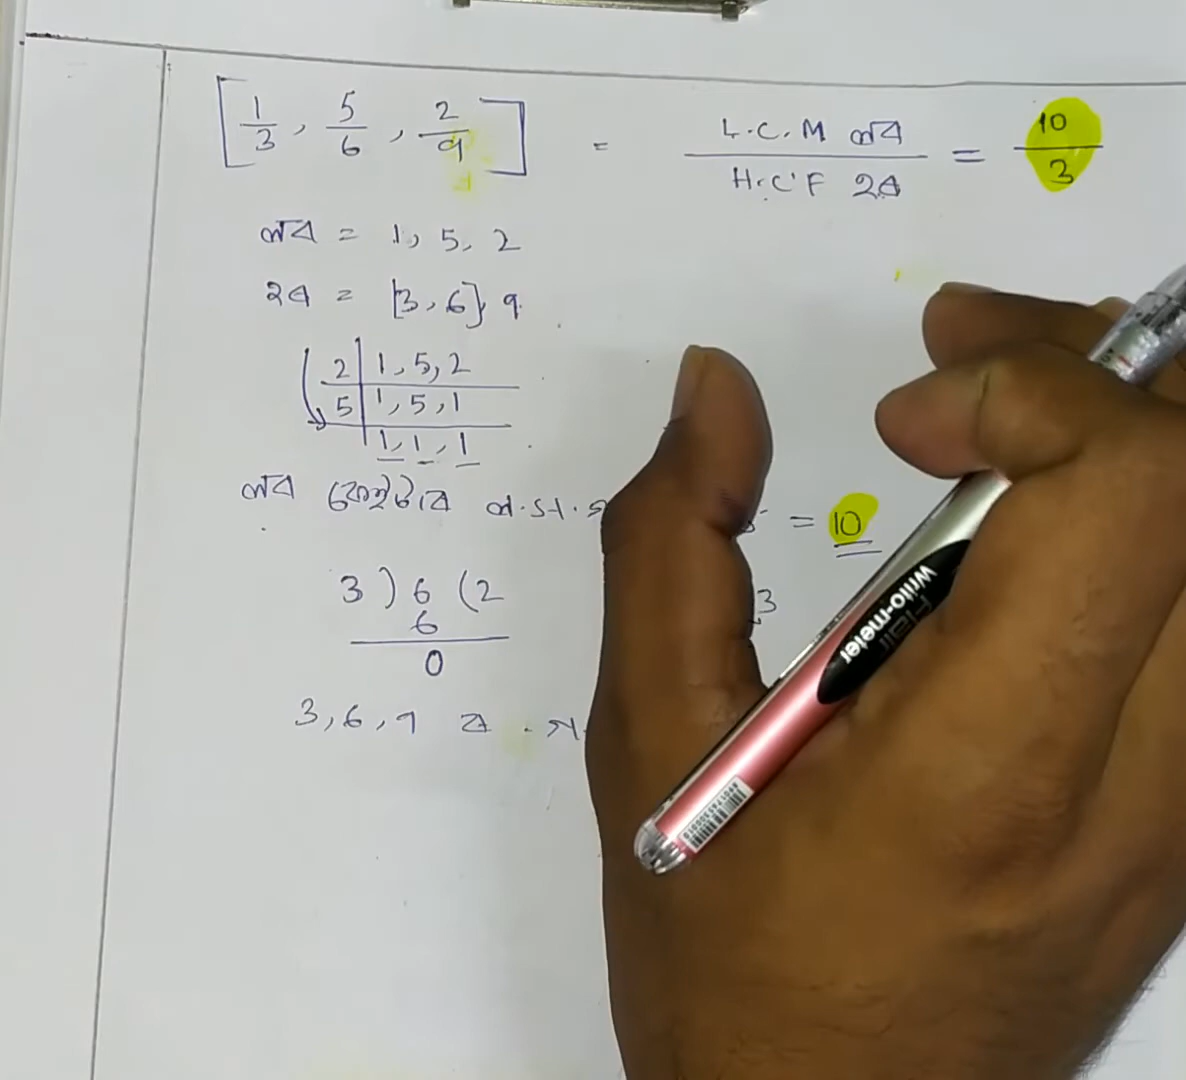 [1/3, 5/6, 2/9] = L.C.M লব / H.C.F হর = 10/3
লব = 1, 5, 2
হর = [3, 6], 9
2 | 1, 5, 2
5 | 1, 5, 1
1, 1, 1
লব ল.সা. = 10
3 ) 6 ( 2
6
0
3
3, 6, 9
Flair
Writo-meter